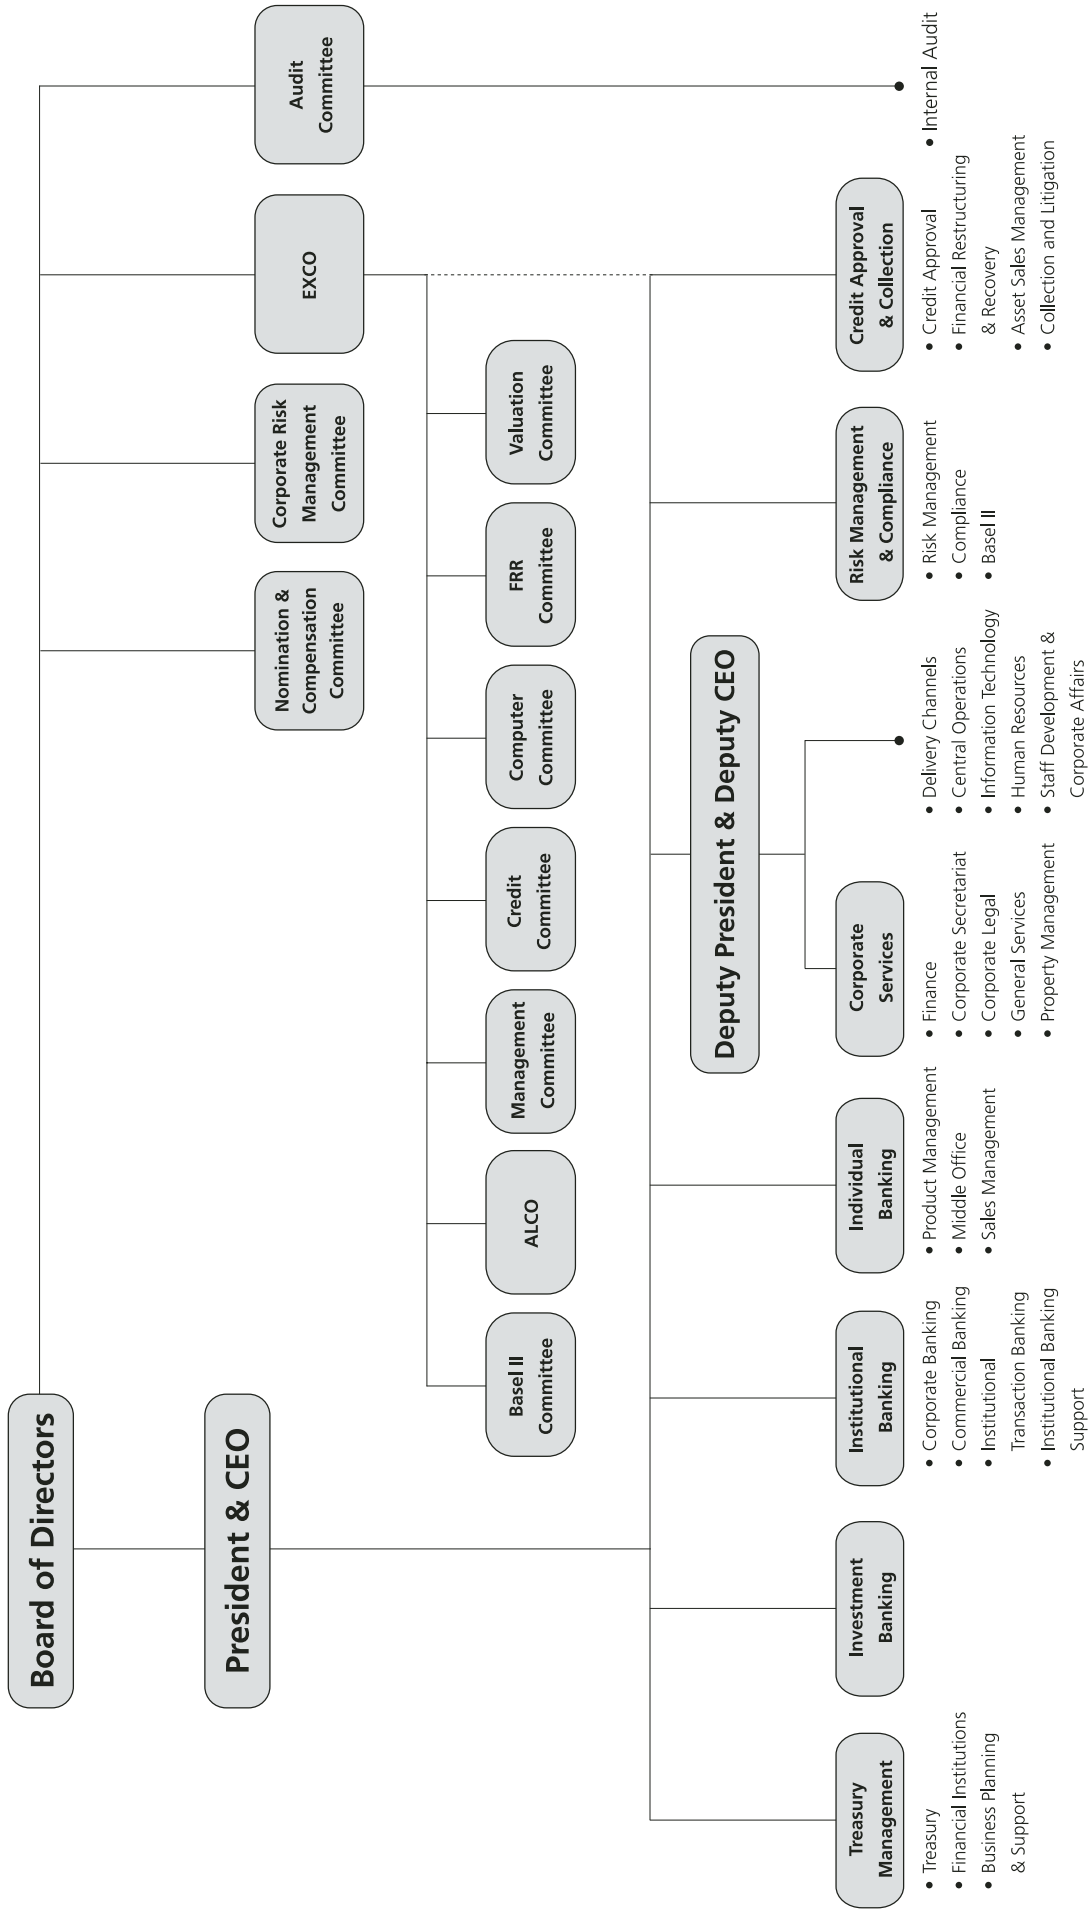 Board of Directors
President & CEO
Nomination &
Compensation
Committee
Corporate Risk
Management
Committee
EXCO
Audit
Committee
Basel II
Committee
ALCO
Management
Committee
Credit
Committee
Computer
Committee
FRR
Committee
Valuation
Committee
Deputy President & Deputy CEO
Treasury
Management
• Treasury
• Financial Institutions
• Business Planning
& Support
Investment
Banking
Institutional
Banking
• Corporate Banking
• Commercial Banking
• Institutional
Transaction Banking
• Institutional Banking
Support
Individual
Banking
• Product Management
• Middle Office
• Sales Management
Corporate
Services
• Finance
• Corporate Secretariat
• Corporate Legal
• General Services
• Property Management
• Delivery Channels
• Central Operations
• Information Technology
• Human Resources
• Staff Development &
Corporate Affairs
Risk Management
& Compliance
• Risk Management
• Compliance
• Basel II
Credit Approval
& Collection
• Credit Approval
• Financial Restructuring
& Recovery
• Asset Sales Management
• Collection and Litigation
• Internal Audit